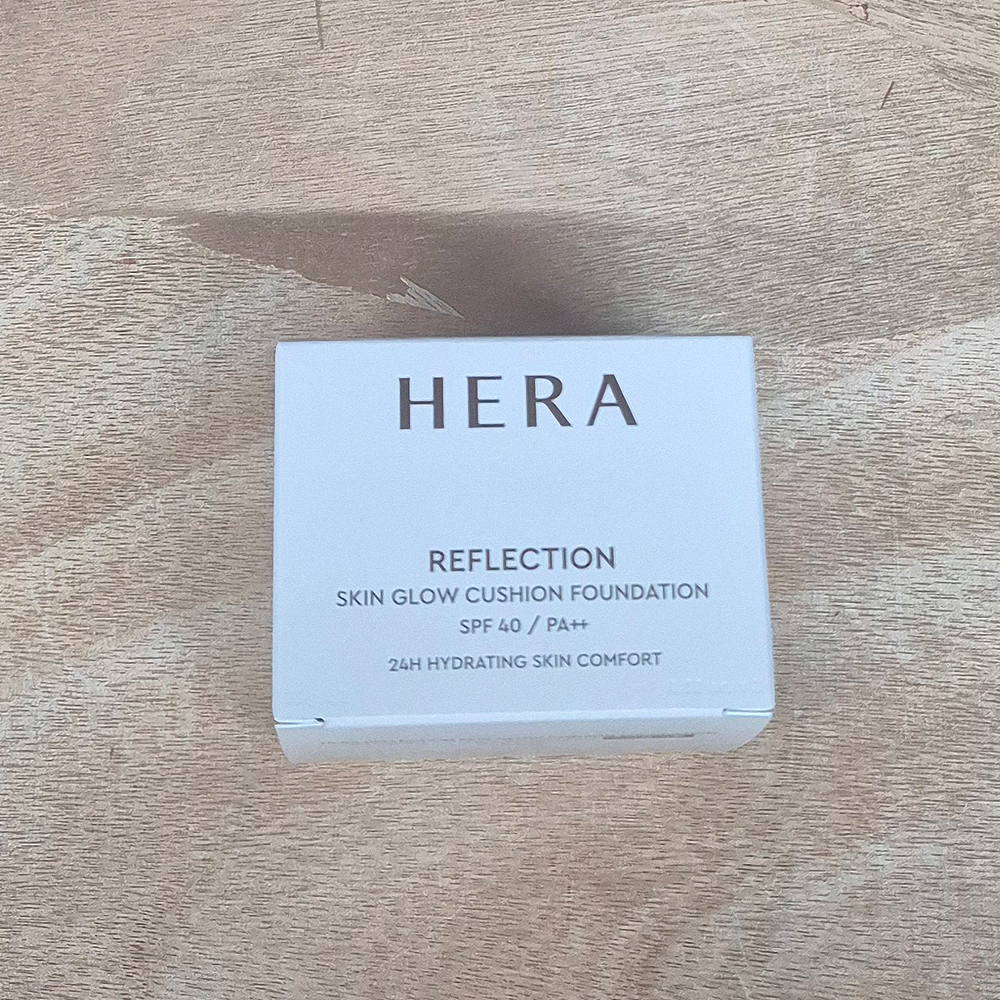 HERA
REFLECTION
SKIN GLOW CUSHION FOUNDATION
SPF 40 / PA++
24H HYDRATING SKIN COMFORT